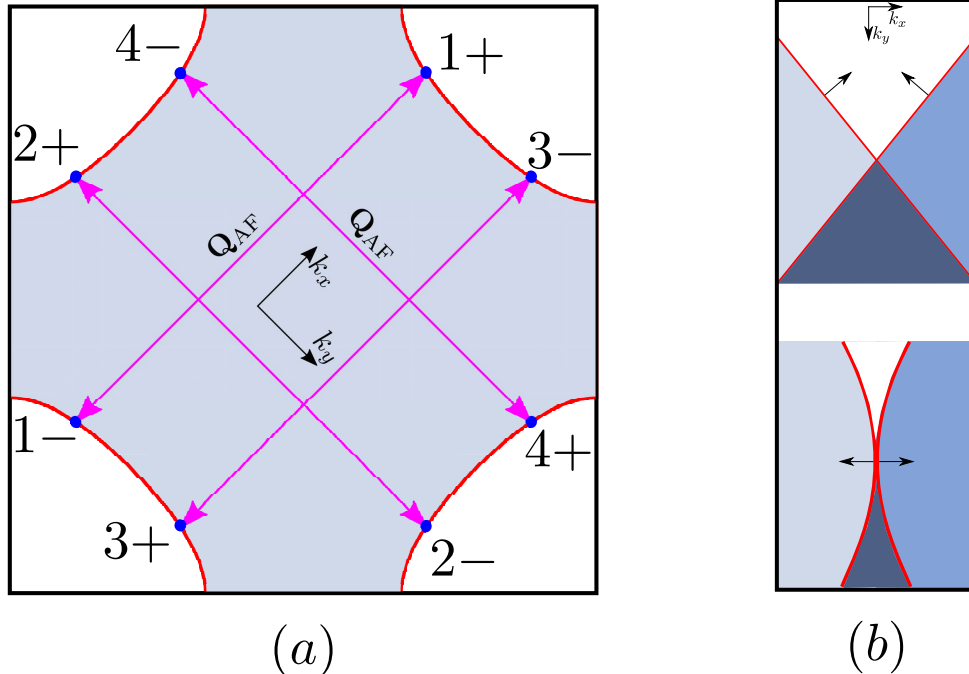 4−
1+
2+
3−
Q_AF
Q_AF
k_x
k_y
1−
4+
3+
2−
(a)
k_x
k_y
(b)